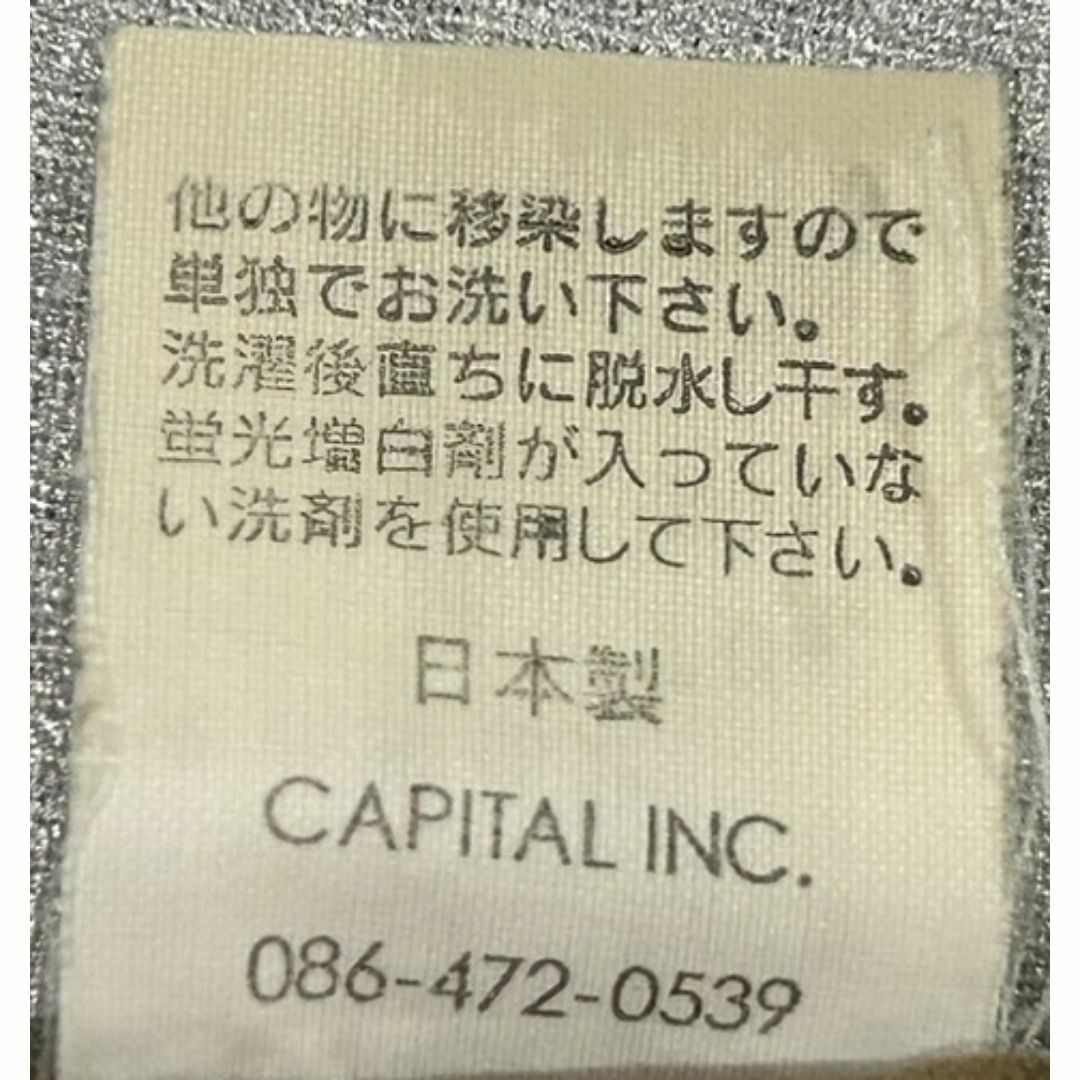 他の物に移染しますので
単独でお洗い下さい。
洗濯後直ちに脱水し干す。
蛍光増白剤が入っていな
い洗剤を使用して下さい。
日本製
CAPITAL INC.
086-472-0539